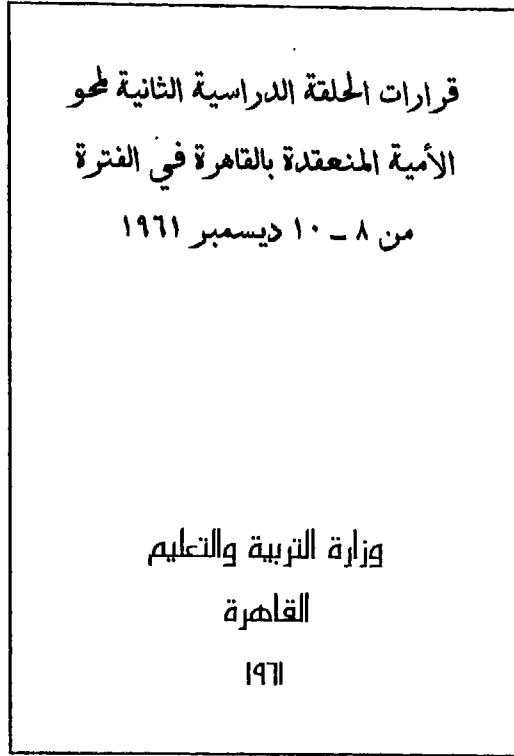 قرارات الحلقة الدراسية الثانية لمحو
الأمية المنعقدة بالقاهرة في الفترة
من ٨ ـ ١٠ ديسمبر ١٩٦١
وزارة التربية والتعليم
القاهرة
١٩٦١